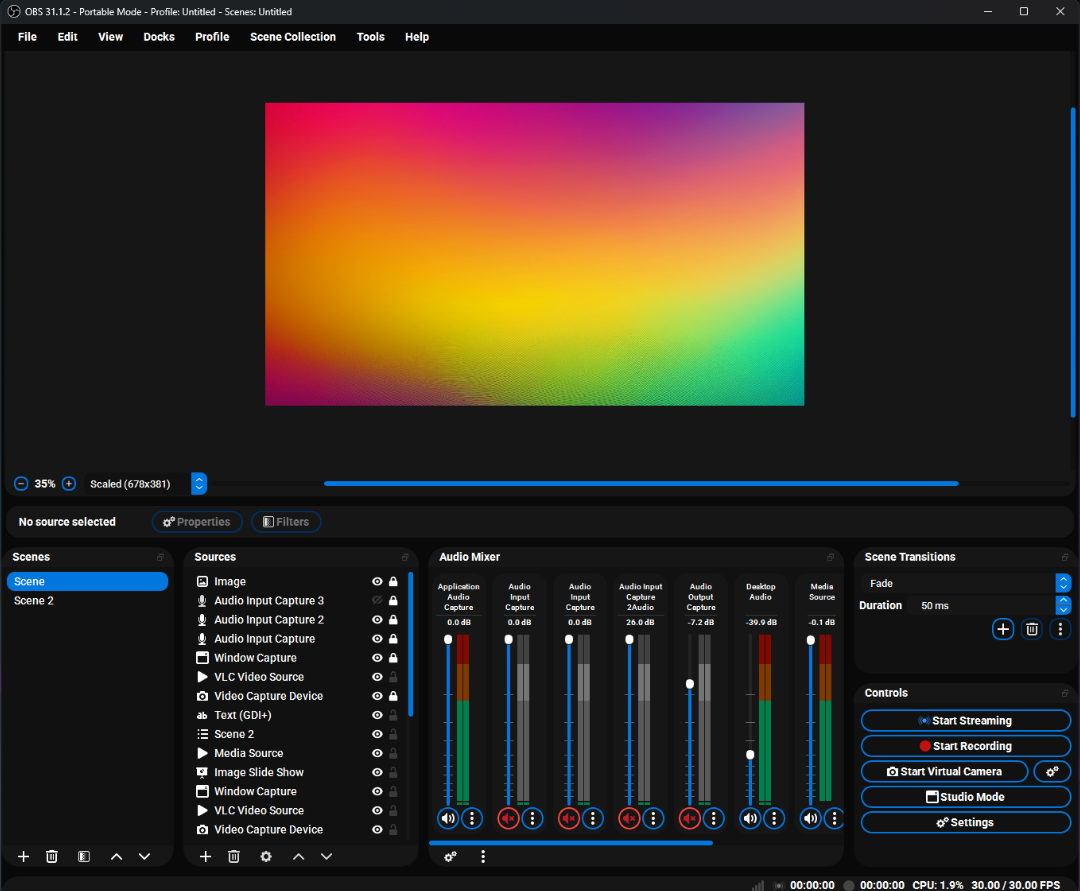 OBS 31.1.2 - Portable Mode - Profile: Untitled - Scenes: Untitled
File Edit View Docks Profile Scene Collection Tools Help
35% Scaled (678x381)
No source selected Properties Filters
Scenes
Scene
Scene 2
Sources
Image
Audio Input Capture 3
Audio Input Capture 2
Audio Input Capture
Window Capture
VLC Video Source
Video Capture Device
ab Text (GDI+)
Scene 2
Media Source
Image Slide Show
Window Capture
VLC Video Source
Video Capture Device
Audio Mixer
Application
Audio
Capture
0.0 dB
Audio
Input
Capture
0.0 dB
Audio
Input
Capture
0.0 dB
Audio Input
Capture
2Audio
26.0 dB
Audio
Output
Capture
-7.2 dB
Desktop
Audio
-39.9 dB
Media
Source
-0.1 dB
Scene Transitions
Fade
Duration 50 ms
Controls
Start Streaming
Start Recording
Start Virtual Camera
Studio Mode
Settings
00:00:00 00:00:00 CPU: 1.9% 30.00 / 30.00 FPS